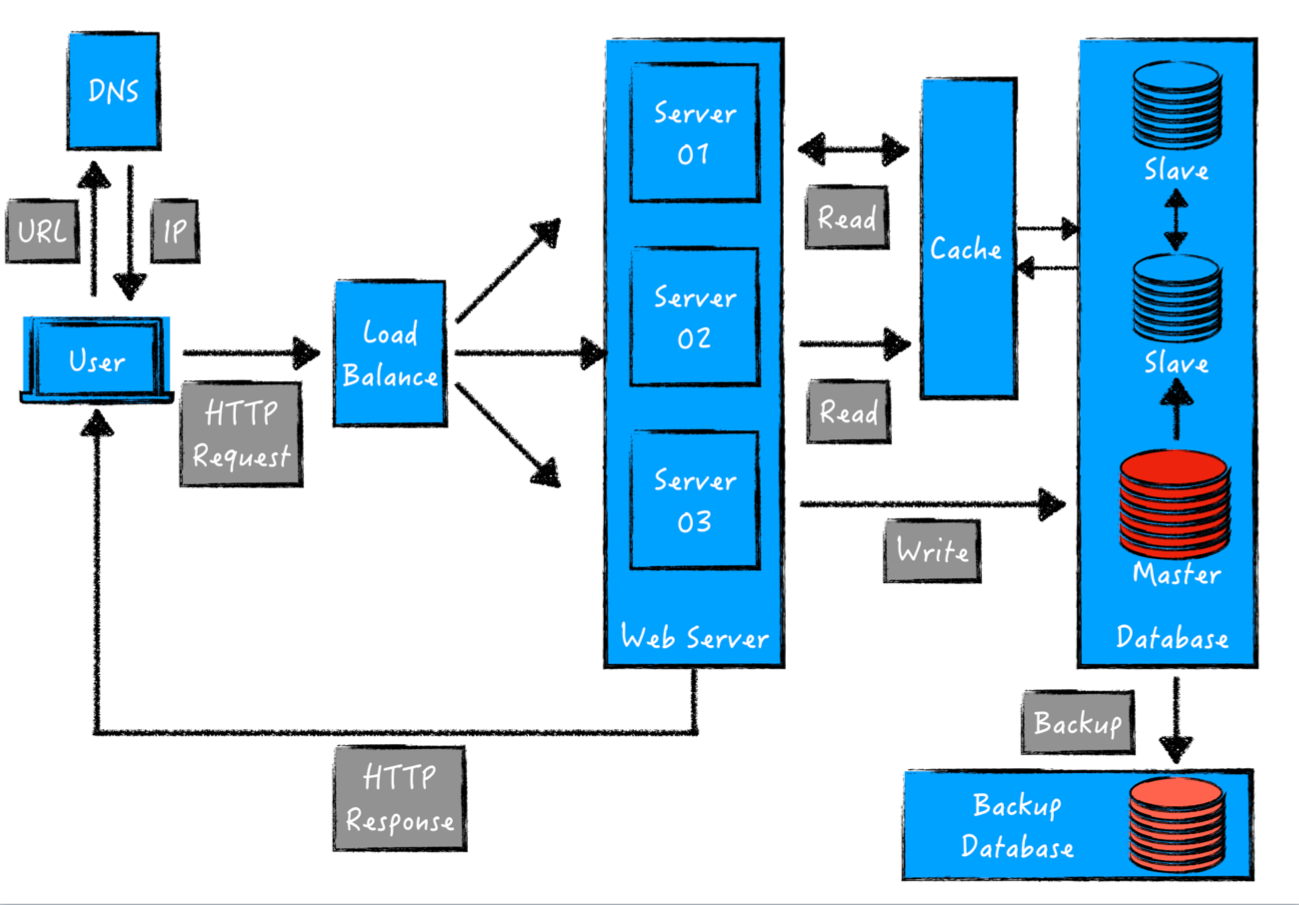 DNS
URL
IP
User
HTTP
Request
Load
Balance
Server
01
Server
02
Server
03
Web Server
Read
Read
Write
Cache
Slave
Slave
Master
Database
Backup
Backup
Database
HTTP
Response